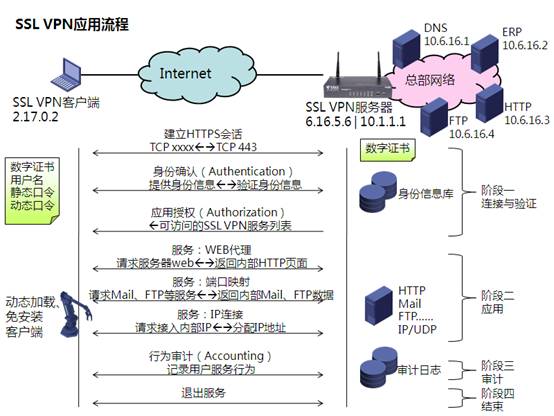 SSL VPN应用流程
DNS
10.6.16.1
ERP
10.6.16.2
Internet
总部网络
SSL VPN客户端
2.17.0.2
SSL VPN服务器
6.16.5.6 | 10.1.1.1
FTP
10.6.16.4
HTTP
10.6.16.3
建立HTTPS会话
TCP xxxx<->TCP 443
数字证书
数字证书
用户名
静态口令
动态口令
身份确认（Authentication）
提供身份信息<->验证身份信息
身份信息库
阶段一
连接与验证
应用授权（Authorization）
<-可访问的SSL VPN服务列表
服务：WEB代理
请求服务器web<->返回内部HTTP页面
服务：端口映射
请求Mail、FTP等服务<->返回内部Mail、FTP数据
服务：IP连接
请求接入内部IP<->分配IP地址
动态加载、
免安装
客户端
HTTP
Mail
FTP……
IP/UDP
阶段二
应用
行为审计（Accounting）
记录用户服务行为
审计日志
阶段三
审计
退出服务
阶段四
结束